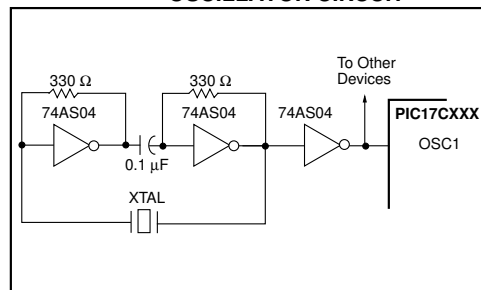 OSCILLATOR CIRCUIT
330 Ω
330 Ω
To Other
Devices
74AS04
74AS04
74AS04
PIC17CXXX
OSC1
0.1 µF
XTAL